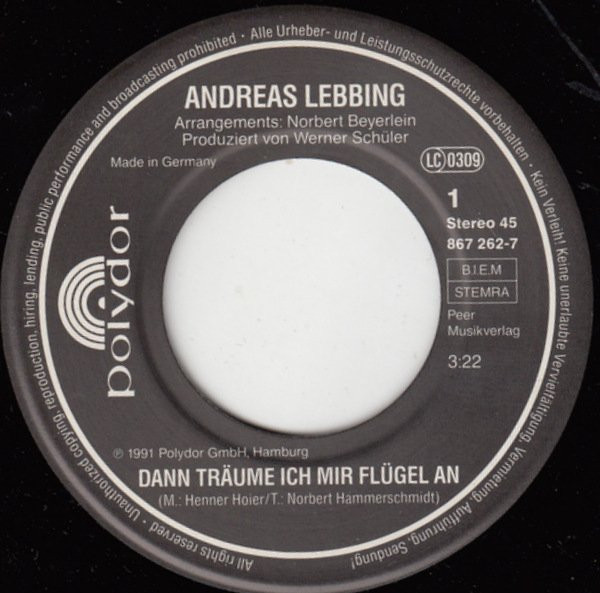 Alle Urheber- und Leistungsschutzrechte vorbehalten · Kein Verleih! Keine unerlaubte Vervielfältigung, Vermietung, Aufführung, Sendung!
All rights reserved · Unauthorized copying, reproduction, hiring, lending, public performance and broadcasting prohibited ·
ANDREAS LEBBING
Arrangements: Norbert Beyerlein
Produziert von Werner Schüler
Made in Germany
LC 0309
1
Stereo 45
867 262-7
B.I.E.M
STEMRA
Peer
Musikverlag
3:22
polydor
℗ 1991 Polydor GmbH, Hamburg
DANN TRÄUME ICH MIR FLÜGEL AN
(M.: Henner Hoier/T.: Norbert Hammerschmidt)